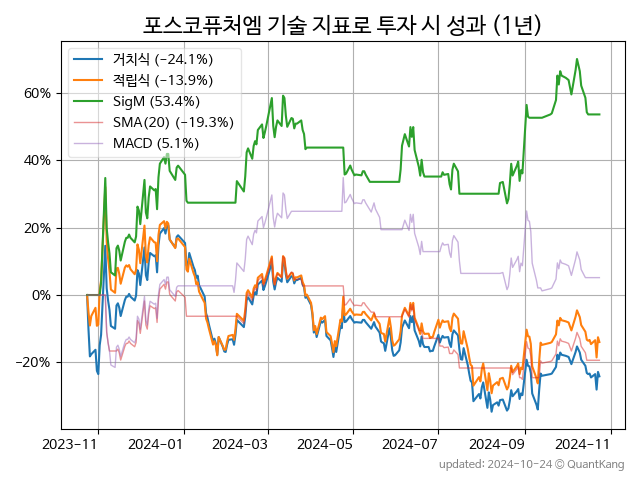 포스코퓨처엠 기술 지표로 투자 시 성과 (1년)
거치식 (−24.1%)
적립식 (−13.9%)
SigM (53.4%)
SMA(20) (−19.3%)
MACD (5.1%)
60%
40%
20%
0%
−20%
2023-11 2024-01 2024-03 2024-05 2024-07 2024-09 2024-11
updated: 2024-10-24 © QuantKang